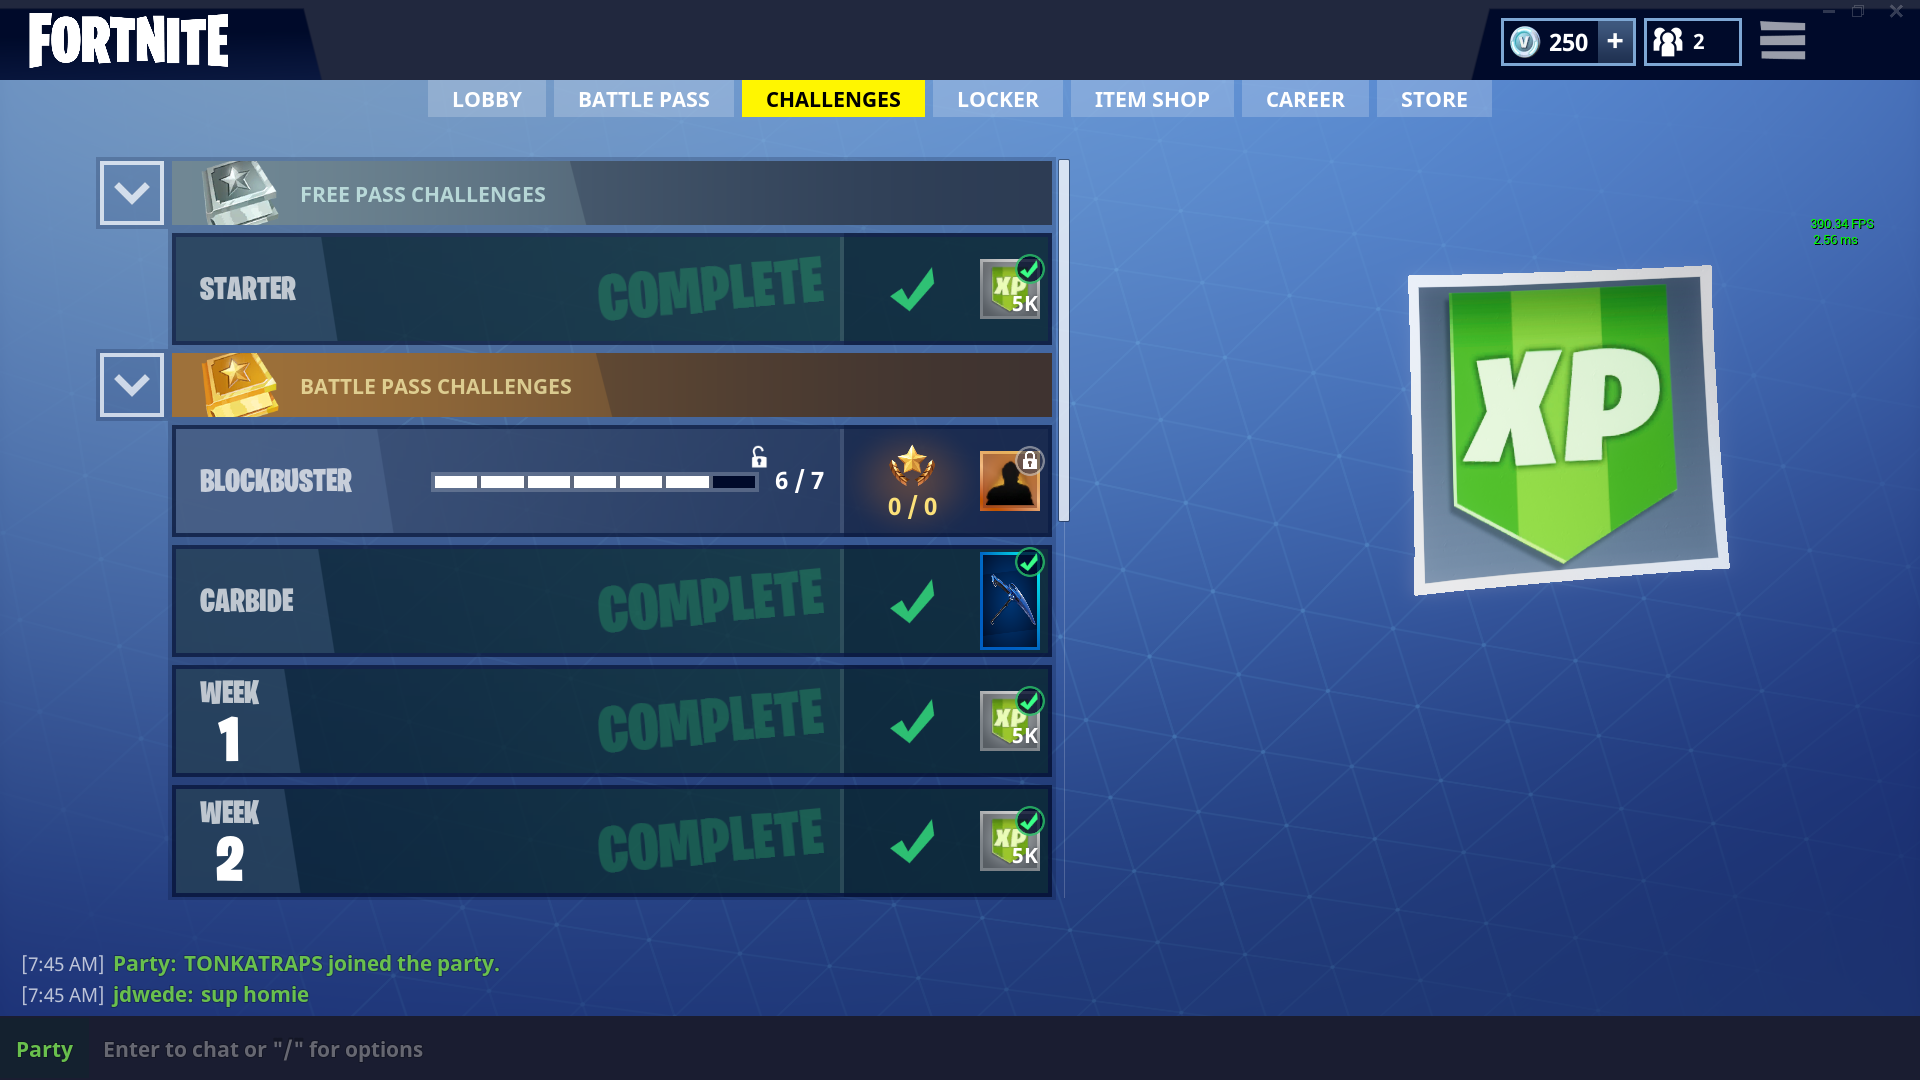 FORTNITE
250 +
2
LOBBY
BATTLE PASS
CHALLENGES
LOCKER
ITEM SHOP
CAREER
STORE
FREE PASS CHALLENGES
STARTER
COMPLETE
XP
5K
BATTLE PASS CHALLENGES
BLOCKBUSTER
6 / 7
0 / 0
CARBIDE
COMPLETE
WEEK
1
COMPLETE
XP
5K
WEEK
2
COMPLETE
XP
5K
390.34 FPS
2.56 ms
XP
[7:45 AM] Party: TONKATRAPS joined the party.
[7:45 AM] jdwede: sup homie
Party Enter to chat or "/" for options